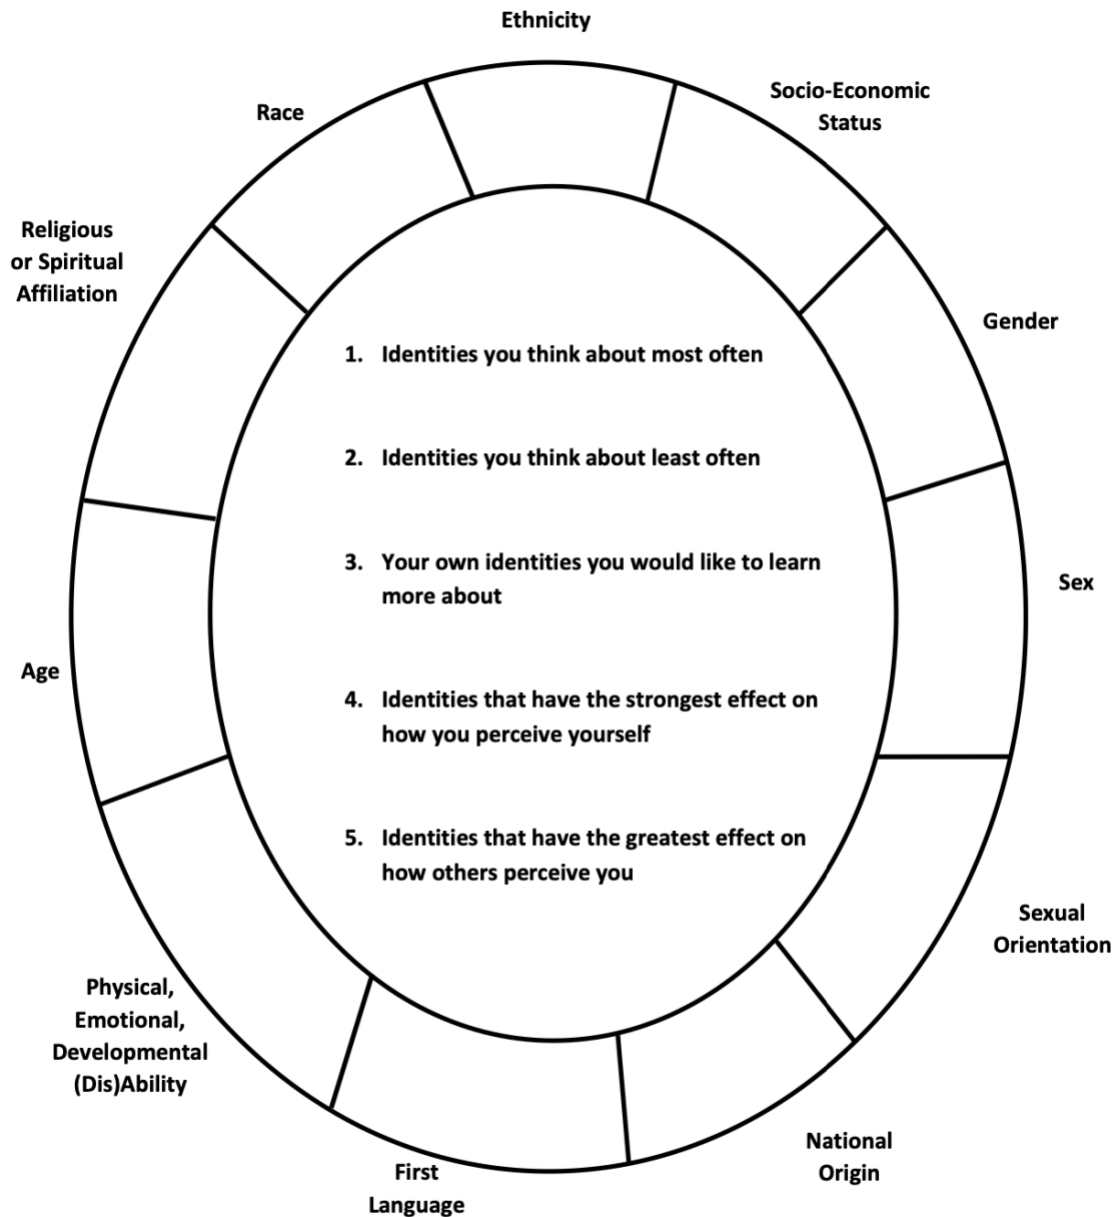 Ethnicity
Socio-Economic
Status
Race
Religious
or Spiritual
Affiliation
Gender
1. Identities you think about most often
2. Identities you think about least often
3. Your own identities you would like to learn
more about
Sex
Age
4. Identities that have the strongest effect on
how you perceive yourself
5. Identities that have the greatest effect on
how others perceive you
Sexual
Orientation
Physical,
Emotional,
Developmental
(Dis)Ability
National
Origin
First
Language